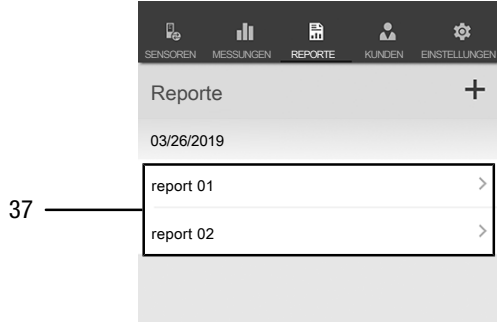 SENSOREN MESSUNGEN REPORTE KUNDEN EINSTELLUNGEN
Reporte +
03/26/2019
report 01 >
37
report 02 >